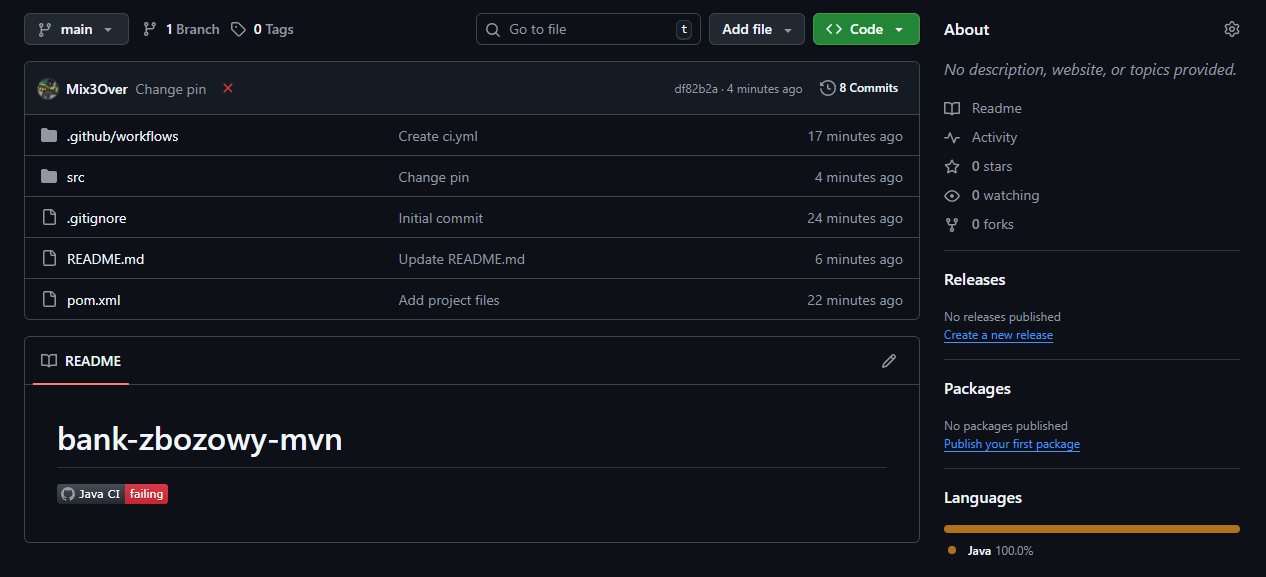 main 1 Branch 0 Tags Go to file t Add file Code
Mix3Over Change pin df82b2a · 4 minutes ago 8 Commits
.github/workflows Create ci.yml 17 minutes ago
src Change pin 4 minutes ago
.gitignore Initial commit 24 minutes ago
README.md Update README.md 6 minutes ago
pom.xml Add project files 22 minutes ago
README
bank-zbozowy-mvn
Java CI failing
About
No description, website, or topics provided.
Readme
Activity
0 stars
0 watching
0 forks
Releases
No releases published
Create a new release
Packages
No packages published
Publish your first package
Languages
Java 100.0%